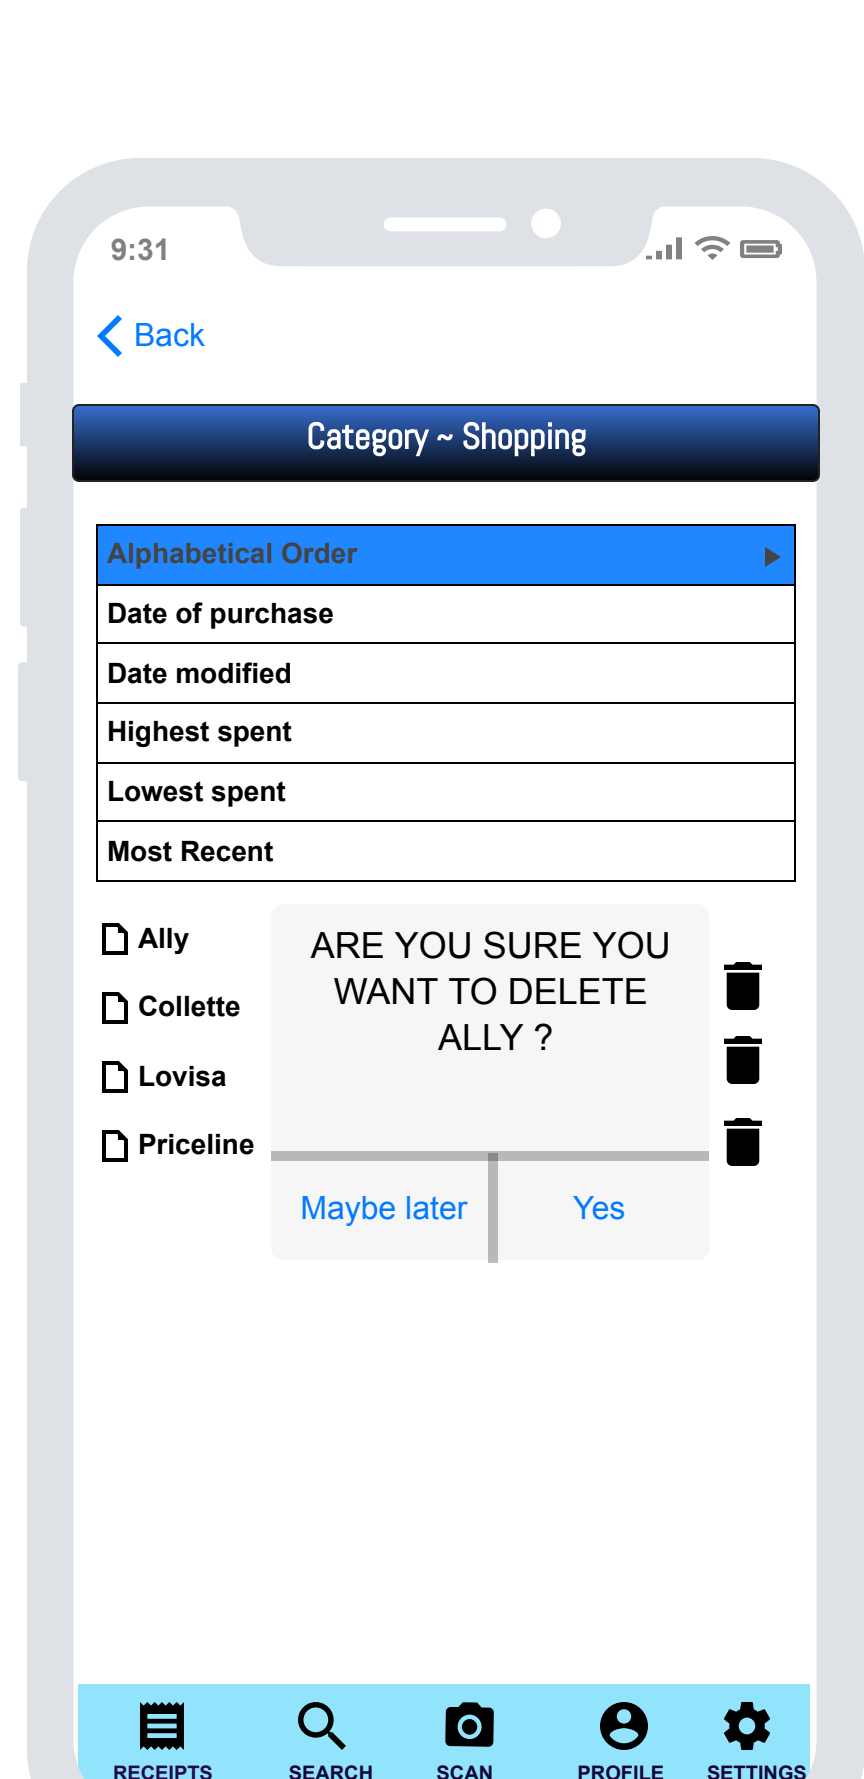 9:31
Back
Category ~ Shopping
Alphabetical Order
Date of purchase
Date modified
Highest spent
Lowest spent
Most Recent
Ally
Collette
Lovisa
Priceline
ARE YOU SURE YOU
WANT TO DELETE
ALLY ?
Maybe later
Yes
RECEIPTS
SEARCH
SCAN
PROFILE
SETTINGS